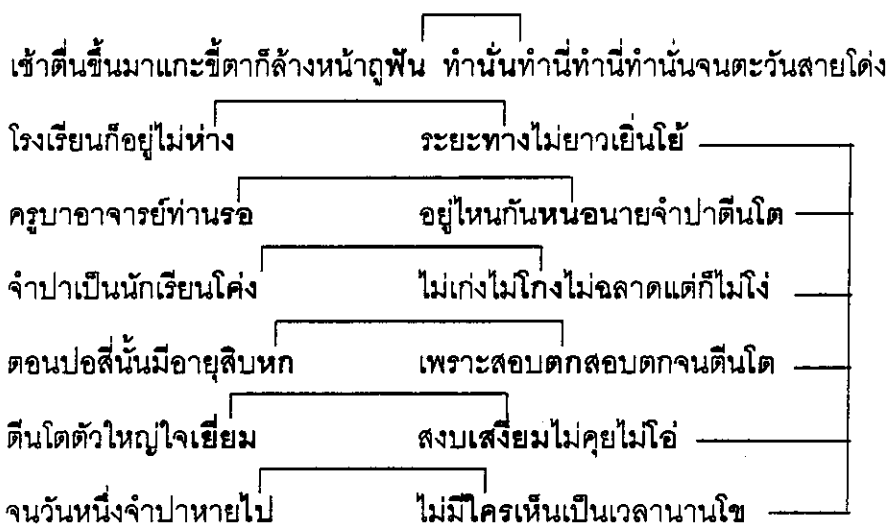 เช้าตื่นขึ้นมาแกะขี้ตาก็ล้างหน้าถูฟัน ทำนั่นทำนี่ทำนี่ทำนั่นจนตะวันสายโด่ง
โรงเรียนก็อยู่ไม่ห่าง ระยะทางไม่ยาวเยิ่นโย้
ครูบาอาจารย์ท่านรอ อยู่ไหนกันหนอนายจำปาตีนโต
จำปาเป็นนักเรียนโค่ง ไม่เก่งไม่โกงไม่ฉลาดแต่ก็ไม่โง่
ตอนปอสี่นั้นมีอายุสิบหก เพราะสอบตกสอบตกจนตีนโต
ตีนโตตัวใหญ่ใจเยี่ยม สงบเสงี่ยมไม่คุยไม่โอ่
จนวันหนึ่งจำปาหายไป ไม่มีใครเห็นเป็นเวลานานโข